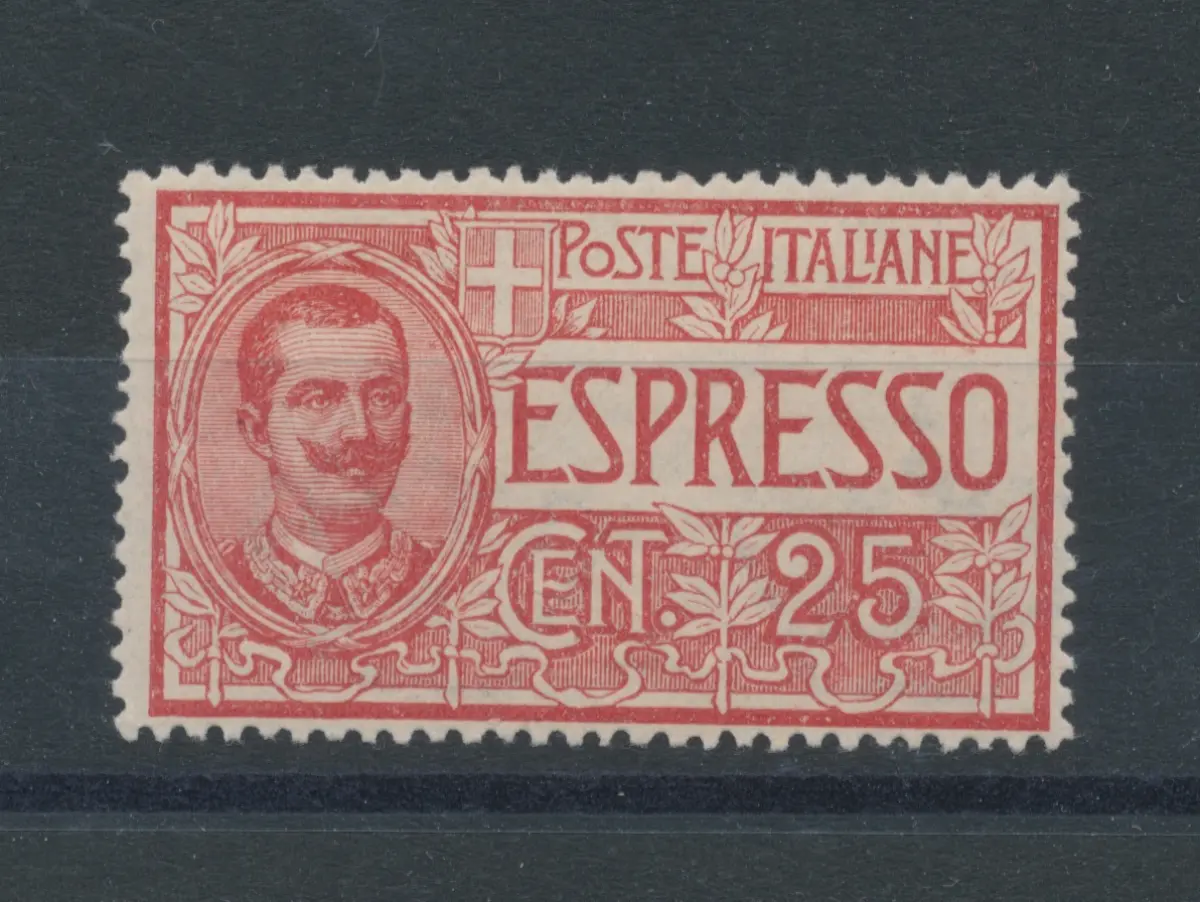 POSTE ITALIANE
ESPRESSO
CENT. 25